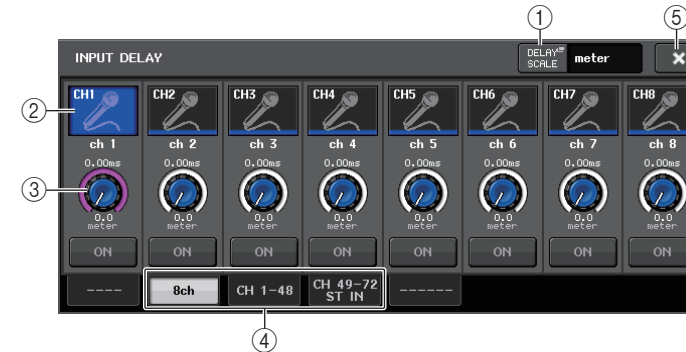 ① ⑤
INPUT DELAY DELAY SCALE meter ×
② CH1 CH2 CH3 CH4 CH5 CH6 CH7 CH8
ch 1 ch 2 ch 3 ch 4 ch 5 ch 6 ch 7 ch 8
0.00ms 0.00ms 0.00ms 0.00ms 0.00ms 0.00ms 0.00ms 0.00ms
③
0.0 0.0 0.0 0.0 0.0 0.0 0.0 0.0
meter meter meter meter meter meter meter meter
ON ON ON ON ON ON ON ON
---- 8ch CH 1-48 CH 49-72 ST IN ------
④